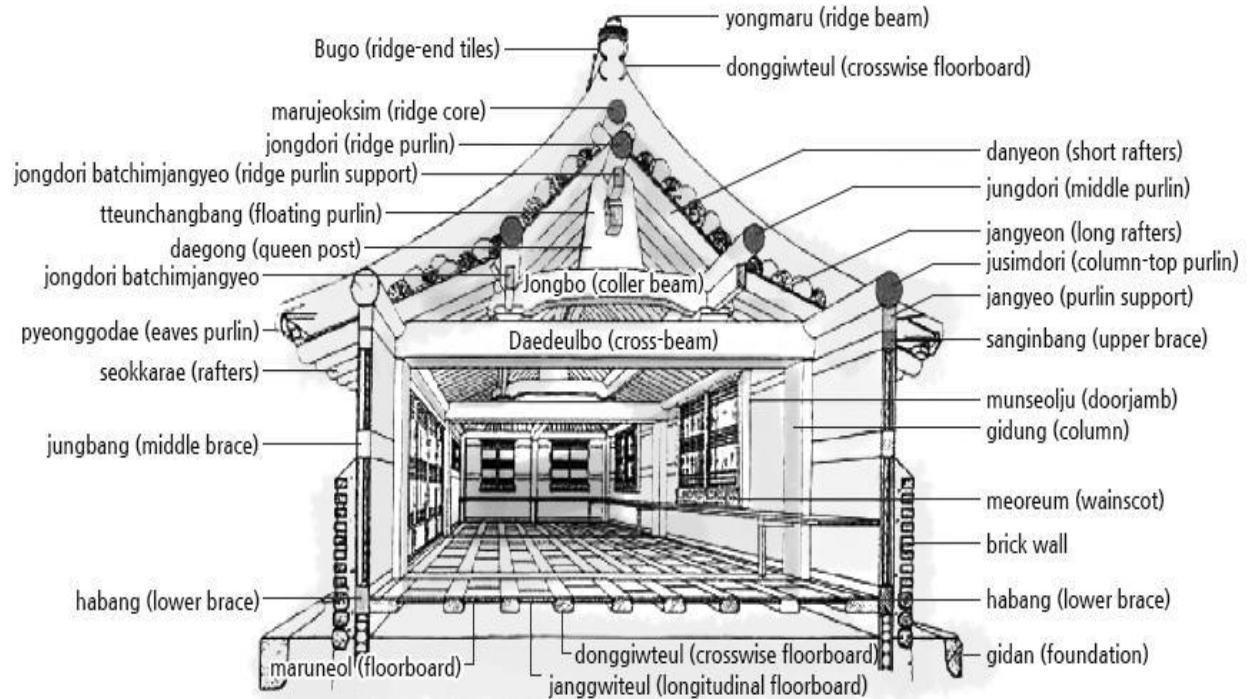 yongmaru (ridge beam)
Bugo (ridge-end tiles)
donggiwteul (crosswise floorboard)
marujeoksim (ridge core)
jongdori (ridge purlin)
danyeon (short rafters)
jongdori batchimjangyeo (ridge purlin support)
jungdori (middle purlin)
tteunchangbang (floating purlin)
jangyeon (long rafters)
daegong (queen post)
jusimdori (column-top purlin)
jongdori batchimjangyeo
Jongbo (coller beam)
jangyeo (purlin support)
pyeonggodae (eaves purlin)
Daedeulbo (cross-beam)
sanginbang (upper brace)
seokkarae (rafters)
munseolju (doorjamb)
gidung (column)
jungbang (middle brace)
meoreum (wainscot)
brick wall
habang (lower brace)
habang (lower brace)
maruneol (floorboard)
donggiwteul (crosswise floorboard)
gidan (foundation)
janggwiteul (longitudinal floorboard)